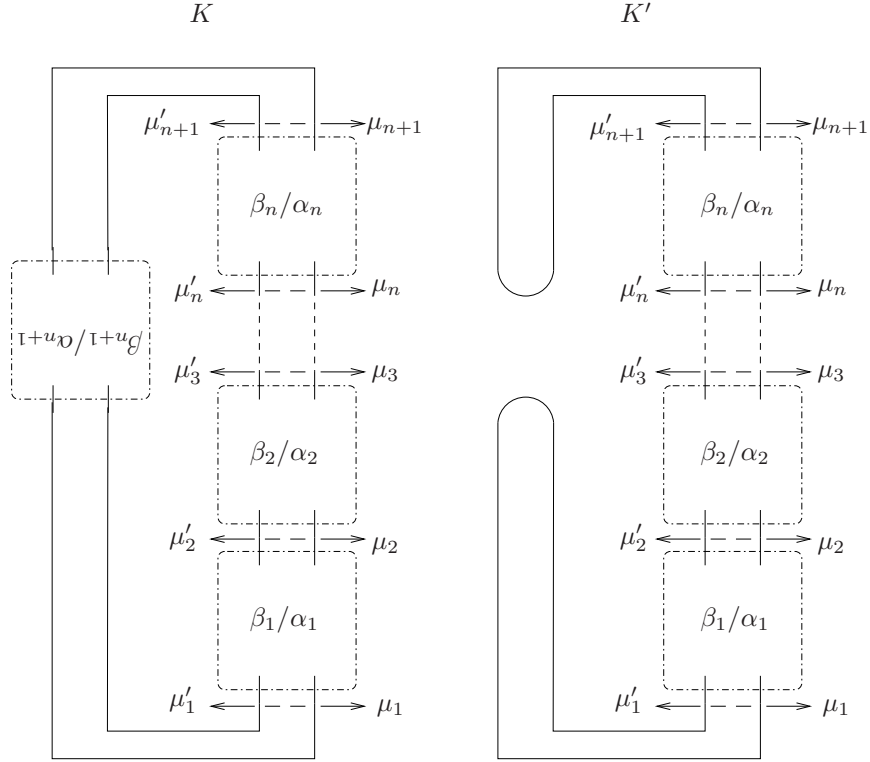 K K′
μ′ₙ₊₁ μₙ₊₁ μ′ₙ₊₁ μₙ₊₁
βₙ/αₙ βₙ/αₙ
μ′ₙ μₙ μ′ₙ μₙ
βₙ₊₁/αₙ₊₁
μ′₃ μ₃ μ′₃ μ₃
β₂/α₂ β₂/α₂
μ′₂ μ₂ μ′₂ μ₂
β₁/α₁ β₁/α₁
μ′₁ μ₁ μ′₁ μ₁